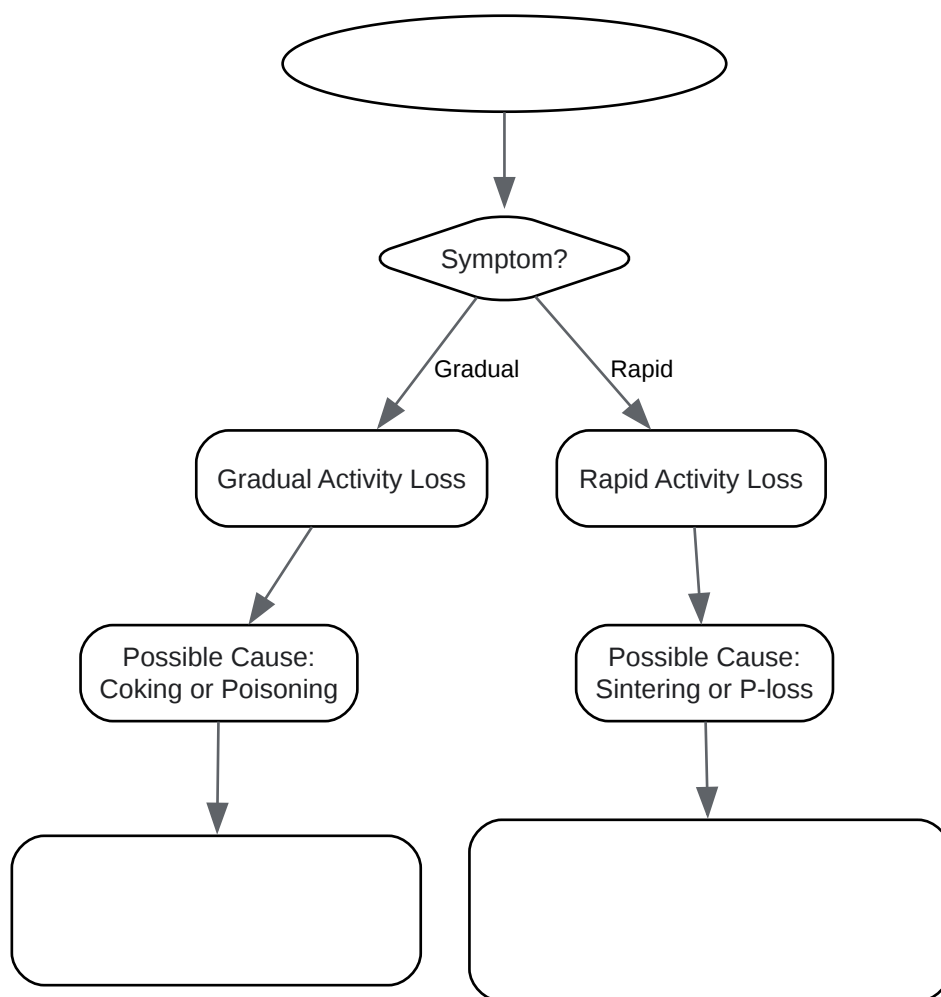 Symptom?
Gradual
Rapid
Gradual Activity Loss
Rapid Activity Loss
Possible Cause:
Coking or Poisoning
Possible Cause:
Sintering or P-loss